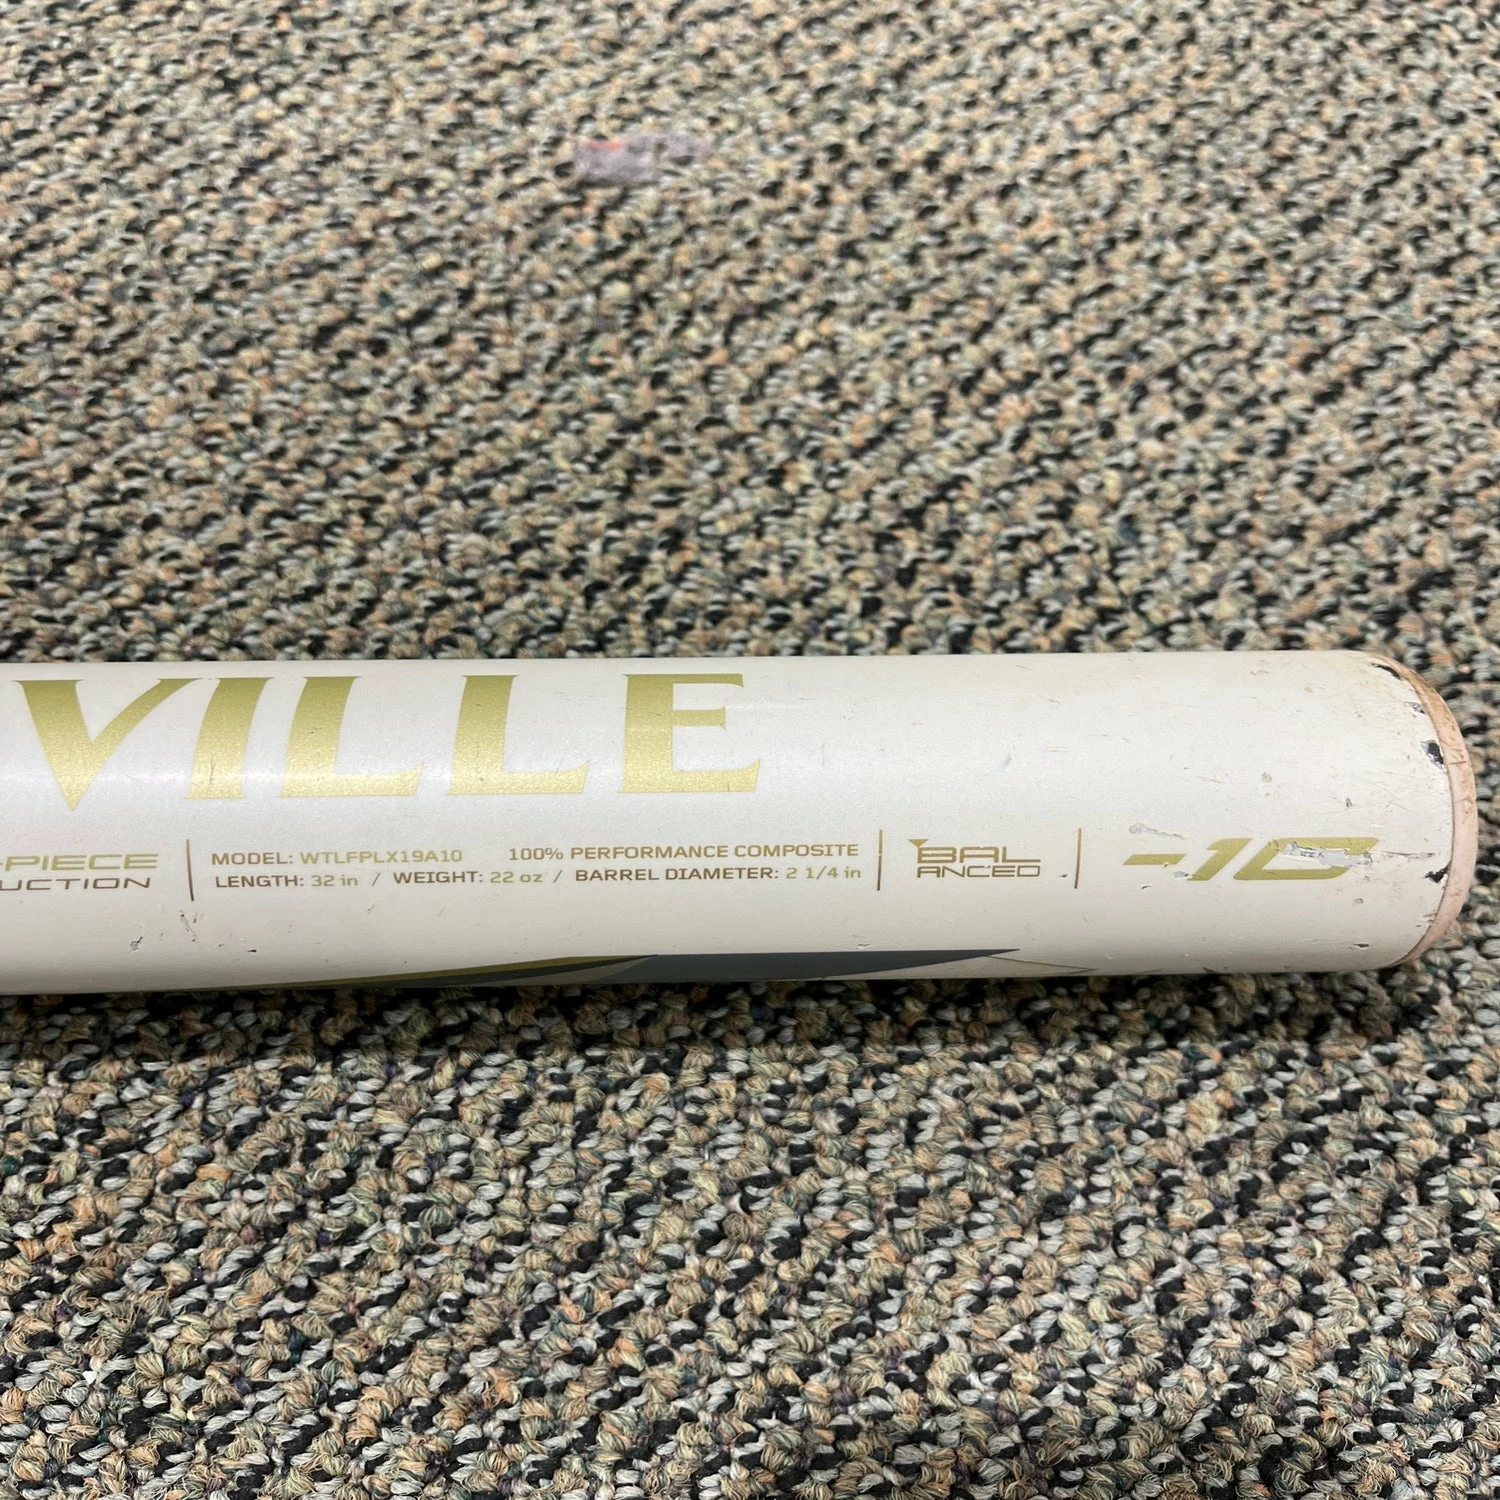 VILLE
-PIECE
UCTION
MODEL: WTLFPLX19A10 100% PERFORMANCE COMPOSITE
LENGTH: 32 in / WEIGHT: 22 oz / BARREL DIAMETER: 2 1/4 in
BAL
ANCED
-10